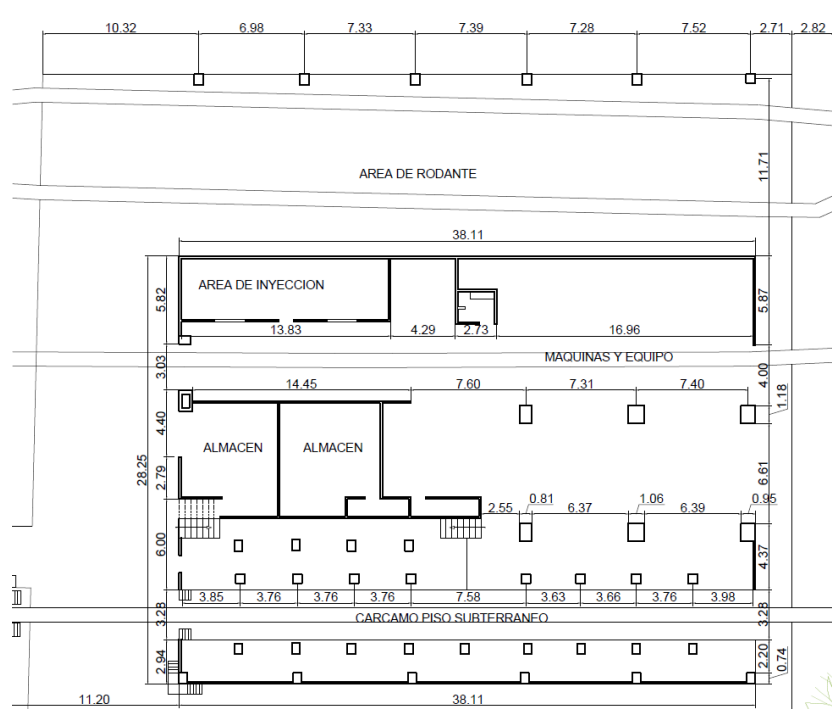 10.32 6.98 7.33 7.39 7.28 7.52 2.71 2.82
11.71
AREA DE RODANTE
38.11
5.82
AREA DE INYECCION
5.87
13.83 4.29 2.73 16.96
3.03
MAQUINAS Y EQUIPO
4.00
14.45 7.60 7.31 7.40
1.18
4.40
ALMACEN ALMACEN
28.25
2.79
6.61
2.55 0.81 6.37 1.06 6.39 0.95
6.00
4.37
3.85 3.76 3.76 3.76 7.58 3.63 3.66 3.76 3.98
3.28
CARCAMO PISO SUBTERRANEO
3.28
2.94
2.20
0.74
11.20 38.11